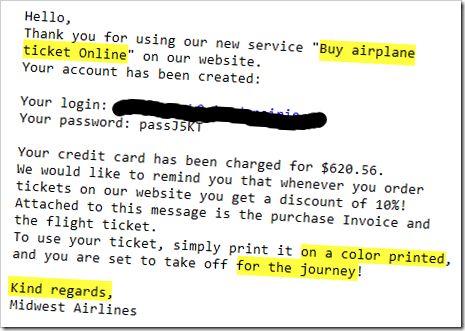 Hello,
Thank you for using our new service "Buy airplane
ticket Online" on our website.
Your account has been created:
Your login:
Your password: passJ5KT
Your credit card has been charged for $620.56.
We would like to remind you that whenever you order
tickets on our website you get a discount of 10%!
Attached to this message is the purchase Invoice and
the flight ticket.
To use your ticket, simply print it on a color printed,
and you are set to take off for the journey!
Kind regards,
Midwest Airlines